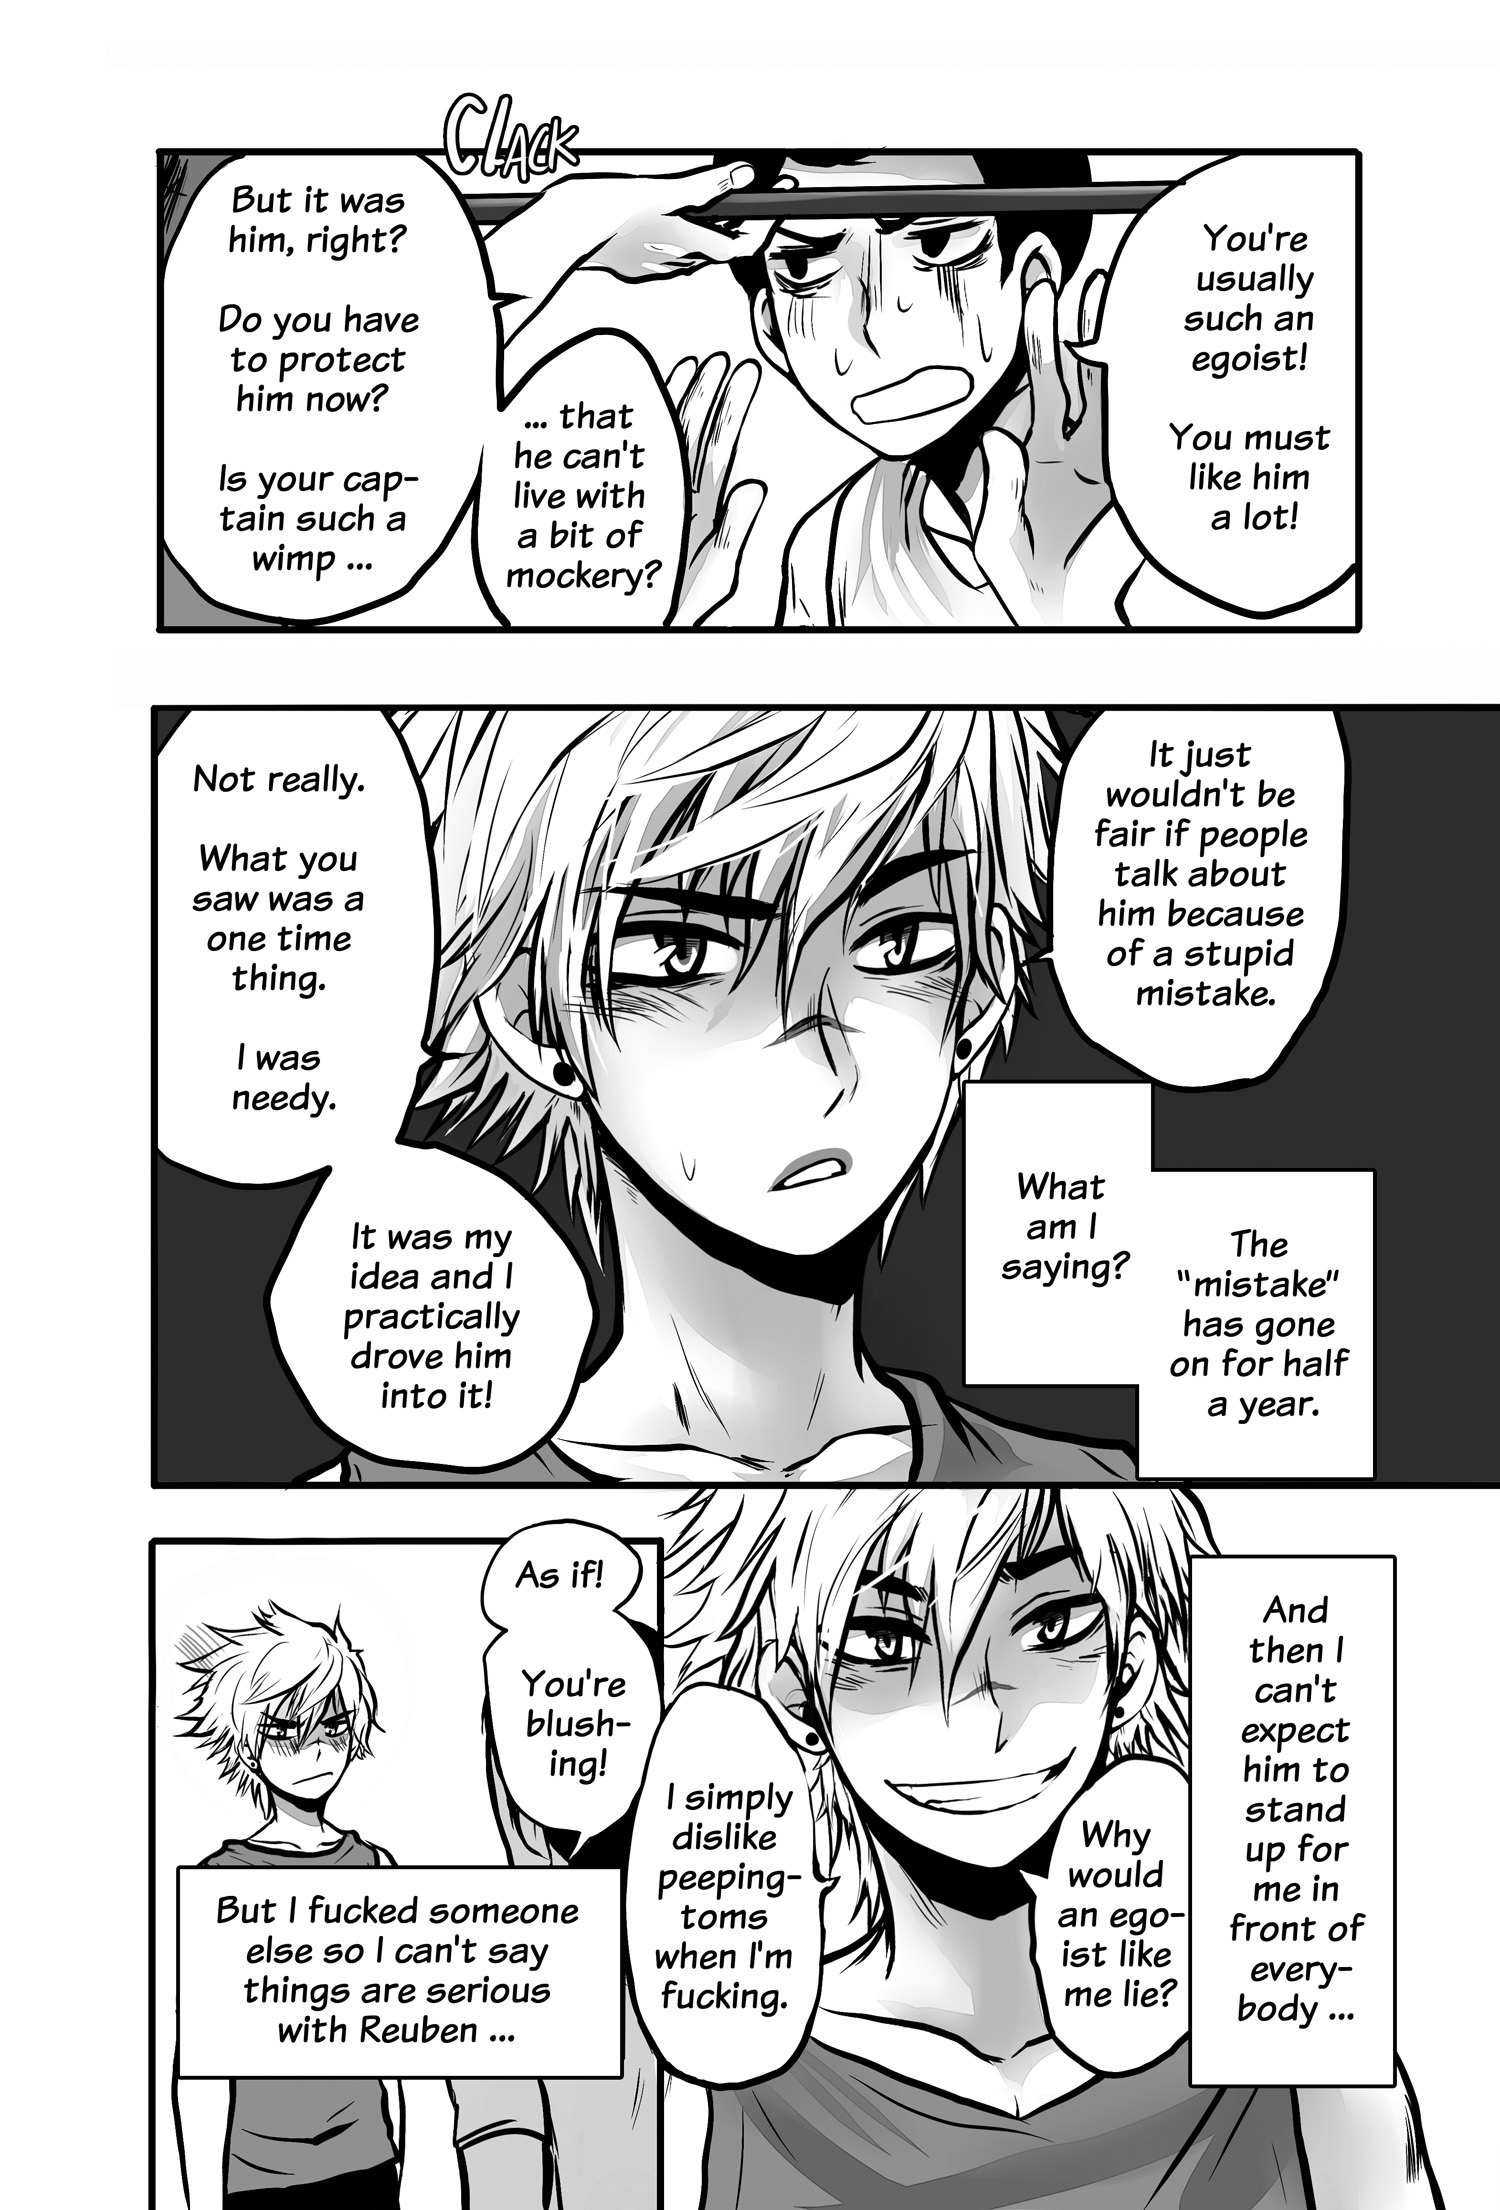 CLACK
But it was
him, right?
Do you have
to protect
him now?
Is your cap-
tain such a
wimp ...
... that
he can't
live with
a bit of
mockery?
You're
usually
such an
egoist!
You must
like him
a lot!
Not really.
What you
saw was a
one time
thing.
I was
needy.
It was my
idea and I
practically
drove him
into it!
It just
wouldn't be
fair if people
talk about
him because
of a stupid
mistake.
What
am I
saying?
The
“mistake”
has gone
on for half
a year.
As if!
You're
blush-
ing!
But I fucked someone
else so I can't say
things are serious
with Reuben ...
I simply
dislike
peeping-
toms
when I'm
fucking.
Why
would
an ego-
ist like
me lie?
And
then I
can't
expect
him to
stand
up for
me in
front of
every-
body ...